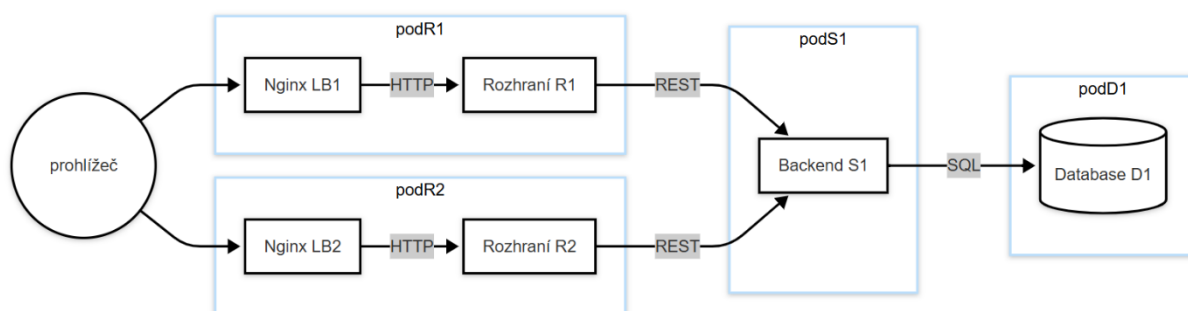 podR1
Nginx LB1
HTTP
Rozhraní R1
REST
podS1
podD1
prohlížeč
Backend S1
SQL
Database D1
podR2
Nginx LB2
HTTP
Rozhraní R2
REST